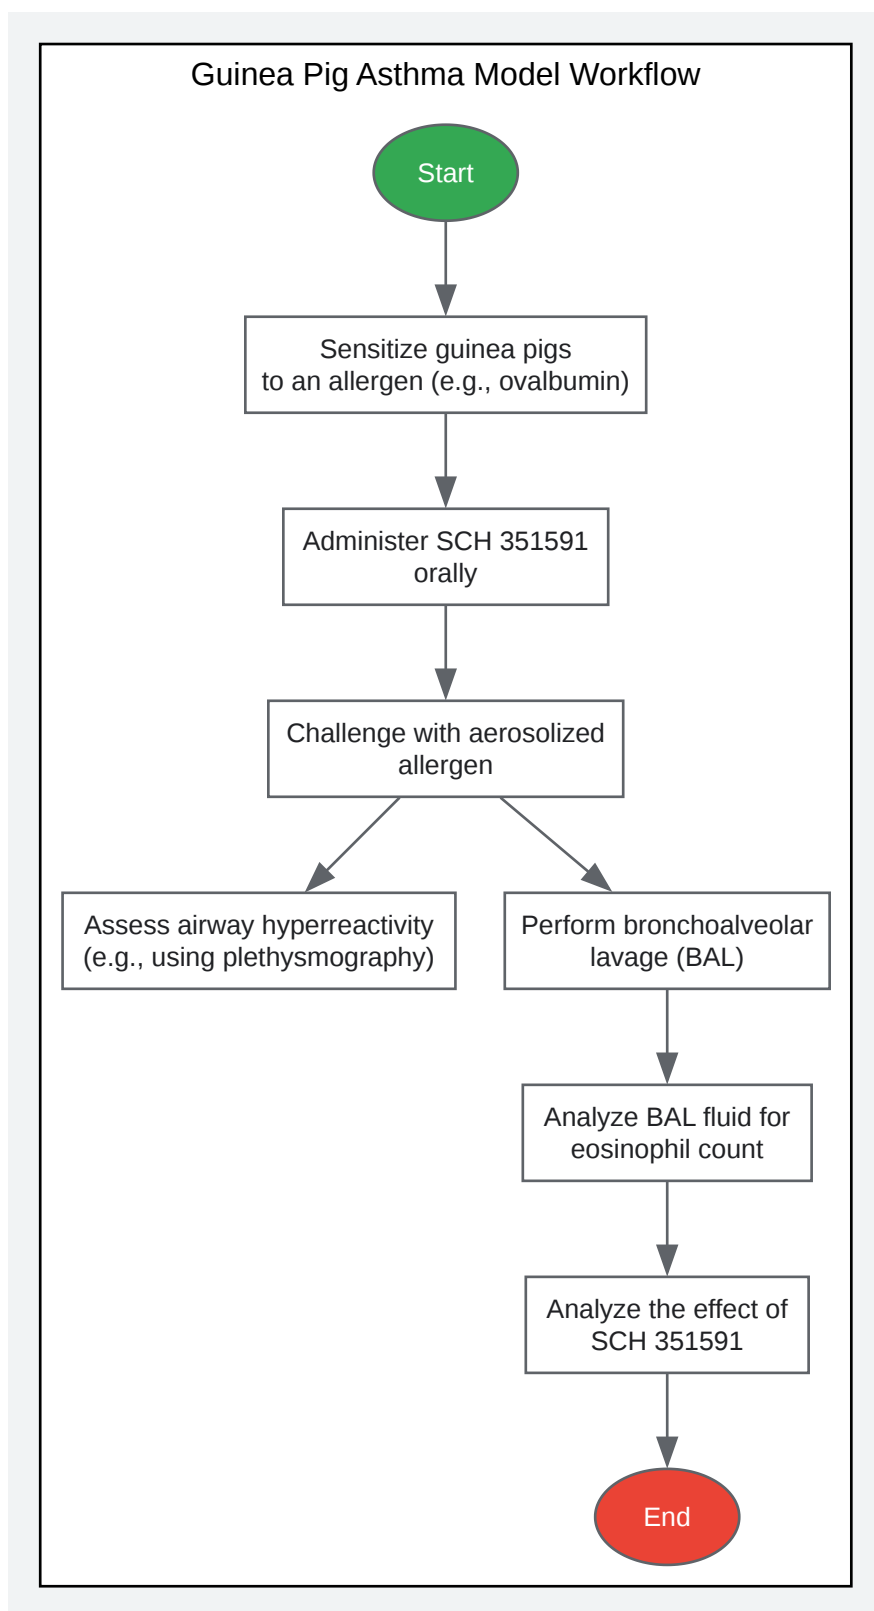 Guinea Pig Asthma Model Workflow
Start
Sensitize guinea pigs
to an allergen (e.g., ovalbumin)
Administer SCH 351591
orally
Challenge with aerosolized
allergen
Assess airway hyperreactivity
(e.g., using plethysmography)
Perform bronchoalveolar
lavage (BAL)
Analyze BAL fluid for
eosinophil count
Analyze the effect of
SCH 351591
End